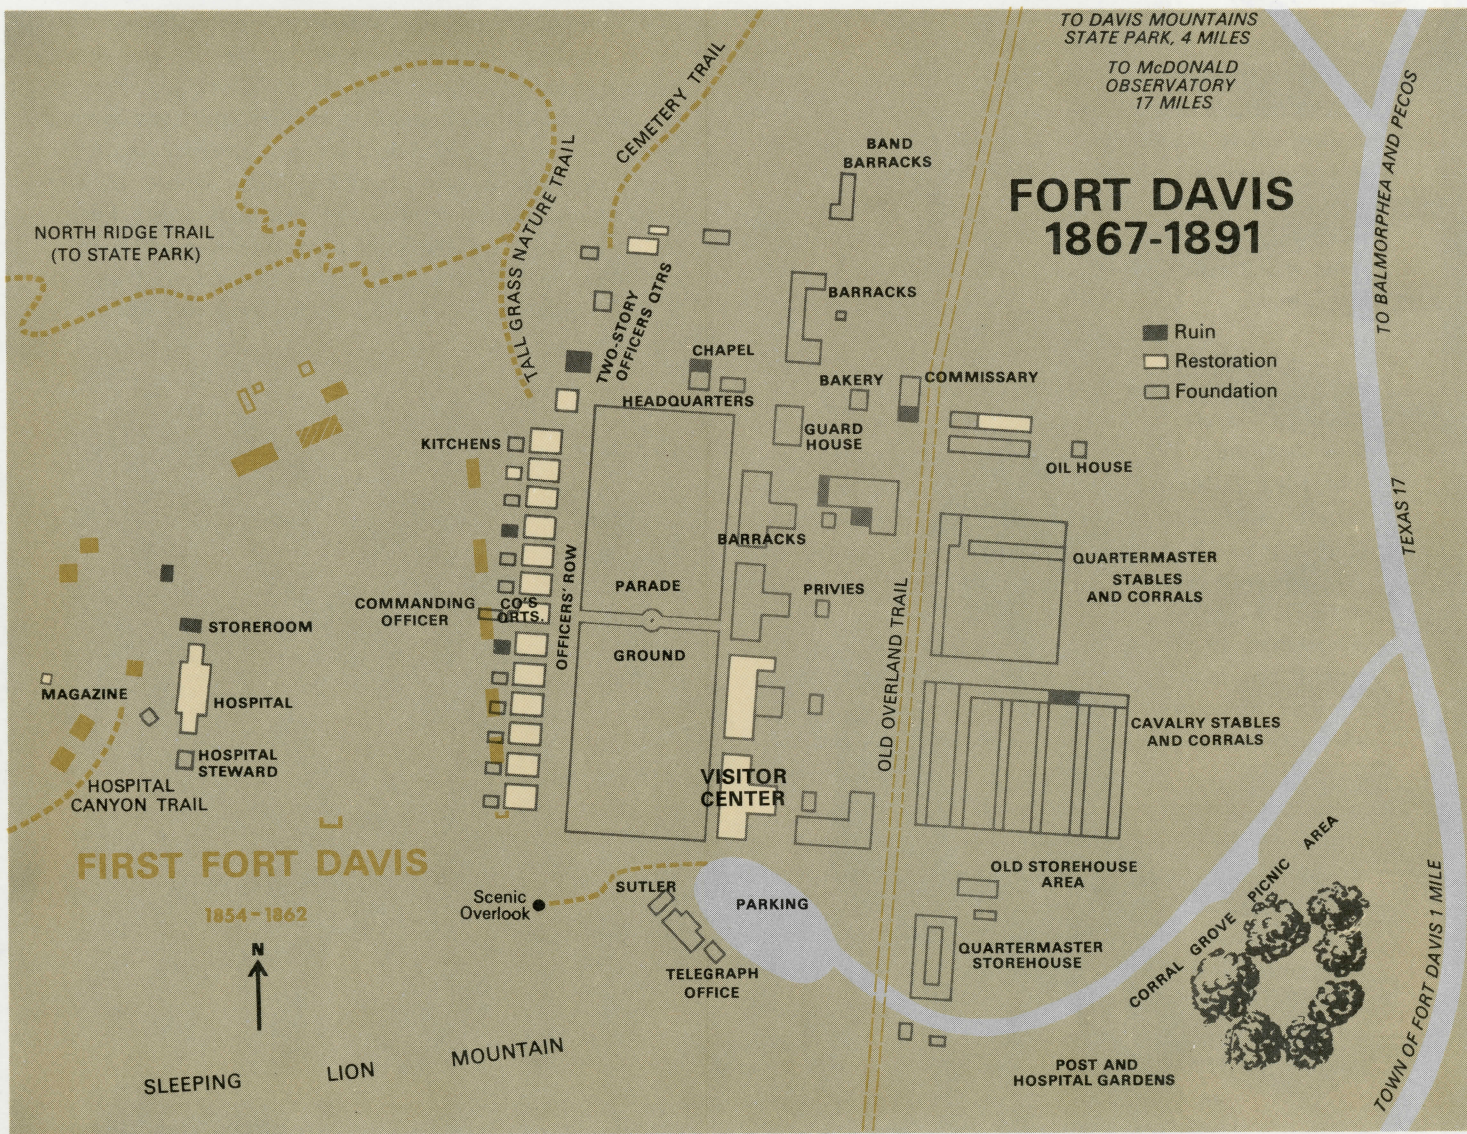 TO DAVIS MOUNTAINS
STATE PARK, 4 MILES
TO McDONALD
OBSERVATORY
17 MILES
TO BALMORPHEA AND PECOS
CEMETERY TRAIL
BAND
BARRACKS
FORT DAVIS
1867-1891
NORTH RIDGE TRAIL
(TO STATE PARK)
TALL GRASS NATURE TRAIL
TWO-STORY
OFFICERS QTRS
BARRACKS
Ruin
Restoration
Foundation
CHAPEL
BAKERY
COMMISSARY
HEADQUARTERS
GUARD
HOUSE
KITCHENS
OIL HOUSE
TEXAS 17
BARRACKS
QUARTERMASTER
STABLES
AND CORRALS
PARADE
PRIVIES
OFFICERS' ROW
COMMANDING
OFFICER
CO'S
QRTS.
STOREROOM
GROUND
OLD OVERLAND TRAIL
MAGAZINE
HOSPITAL
CAVALRY STABLES
AND CORRALS
HOSPITAL
STEWARD
HOSPITAL
CANYON TRAIL
VISITOR
CENTER
FIRST FORT DAVIS
1854-1862
N
Scenic
Overlook
SUTLER
PARKING
TELEGRAPH
OFFICE
OLD STOREHOUSE
AREA
QUARTERMASTER
STOREHOUSE
CORRAL GROVE PICNIC AREA
POST AND
HOSPITAL GARDENS
TOWN OF FORT DAVIS 1 MILE
SLEEPING LION MOUNTAIN